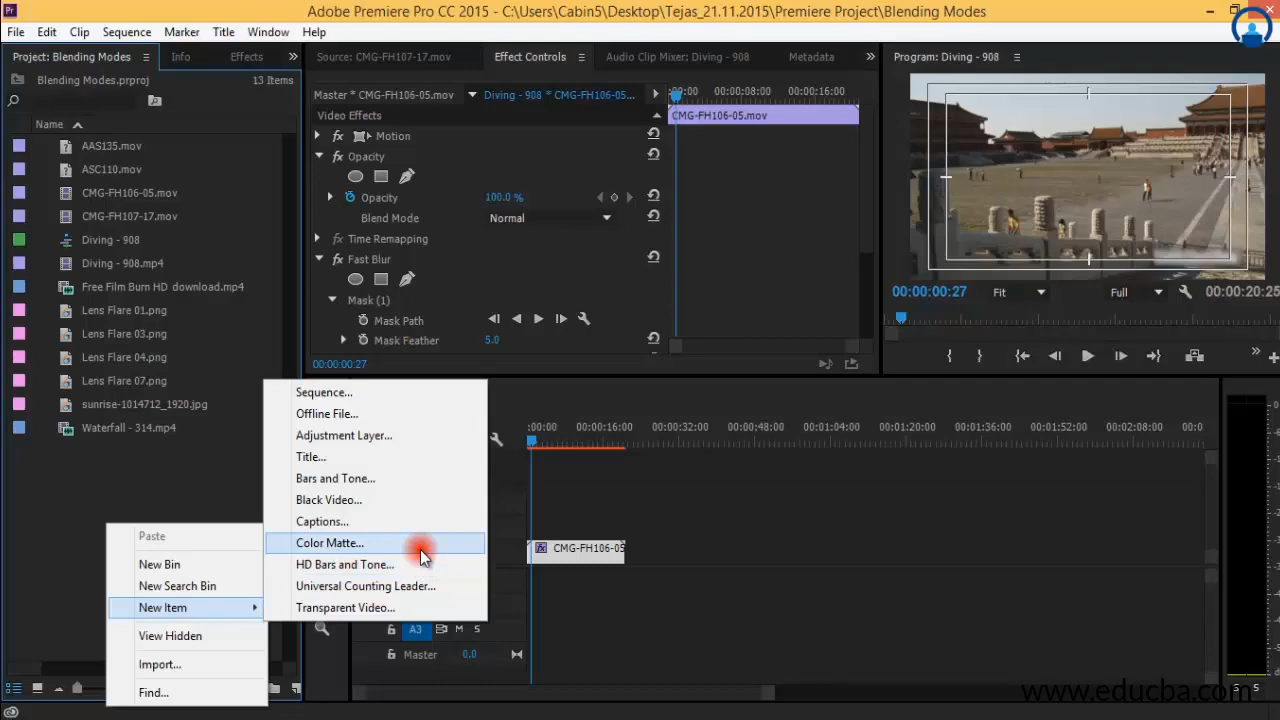 Adobe Premiere Pro CC 2015 - C:\Users\Cabin5\Desktop\Tejas_21.11.2015\Premiere Project\Blending Modes
File Edit Clip Sequence Marker Title Window Help
Project: Blending Modes Info Effects
Blending Modes.prproj 13 Items
Name
AAS135.mov
ASC110.mov
CMG-FH106-05.mov
CMG-FH107-17.mov
Diving - 908
Diving - 908.mp4
Free Film Burn HD download.mp4
Lens Flare 01.png
Lens Flare 03.png
Lens Flare 04.png
Lens Flare 07.png
sunrise-1014712_1920.jpg
Waterfall - 314.mp4
Source: CMG-FH107-17.mov Effect Controls Audio Clip Mixer: Diving - 908 Metadata
Master * CMG-FH106-05.mov Diving - 908 * CMG-FH106-05... :00:00 00:00:08:00 00:00:16:00
Video Effects CMG-FH106-05.mov
fx Motion
fx Opacity
Opacity 100.0 %
Blend Mode Normal
fx Time Remapping
fx Fast Blur
Mask (1)
Mask Path
Mask Feather 5.0
00:00:00:27
Program: Diving - 908
00:00:00:27 Fit Full 00:00:20:25
Sequence...
Offline File...
Adjustment Layer...
Title...
Bars and Tone...
Black Video...
Captions...
Color Matte...
HD Bars and Tone...
Universal Counting Leader...
Transparent Video...
Paste
New Bin
New Search Bin
New Item
View Hidden
Import...
Find...
:00:00 00:00:16:00 00:00:32:00 00:00:48:00 00:01:04:00 00:01:20:00 00:01:36:00 00:01:52:00 00:02:08:00 00:0
fx CMG-FH106-05
A3 M S
Master 0.0
S S
www.educba.com